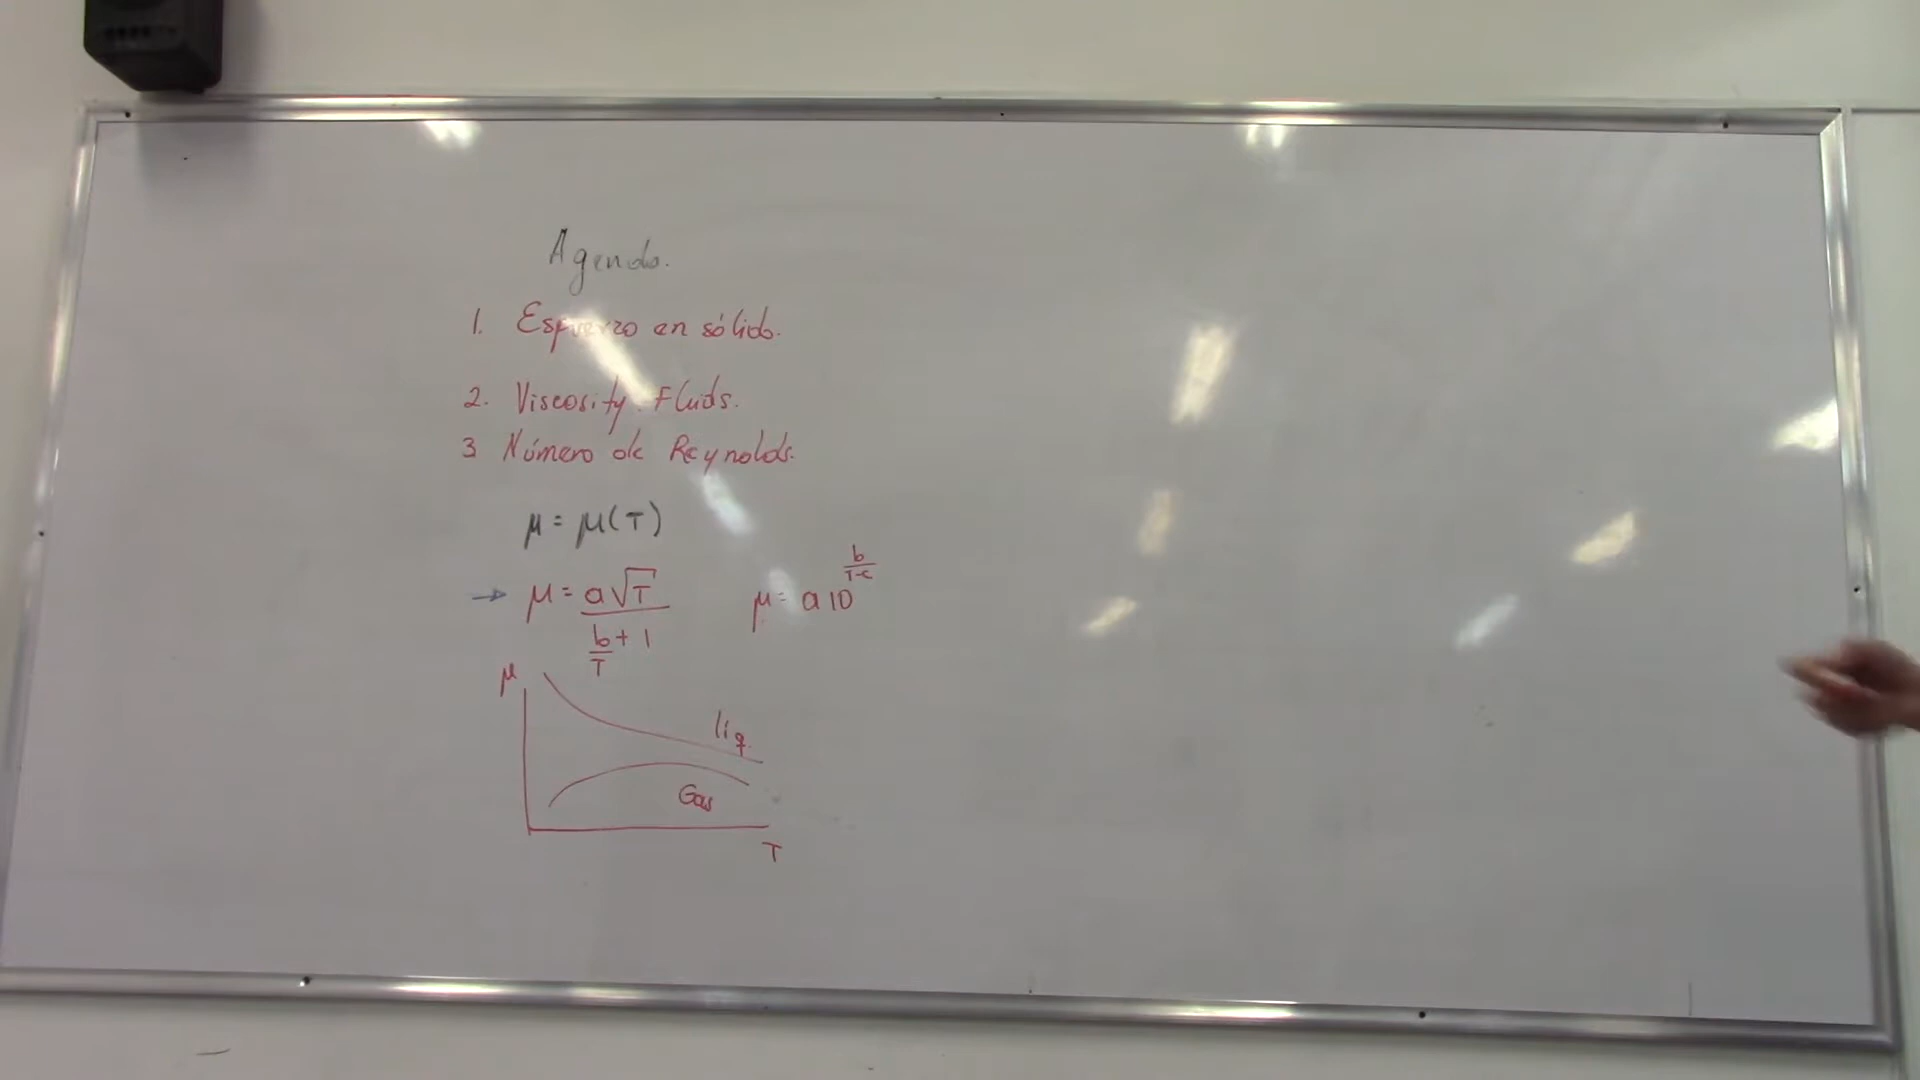 Agenda.
1. Esfuerzo en sólido.
2. Viscosity Fluids.
3 Número de Reynolds.
μ = μ(T)
→ μ = a√T / (b/T + 1)
μ = a 10^(b/(T-c))
μ
liq.
Gas
T